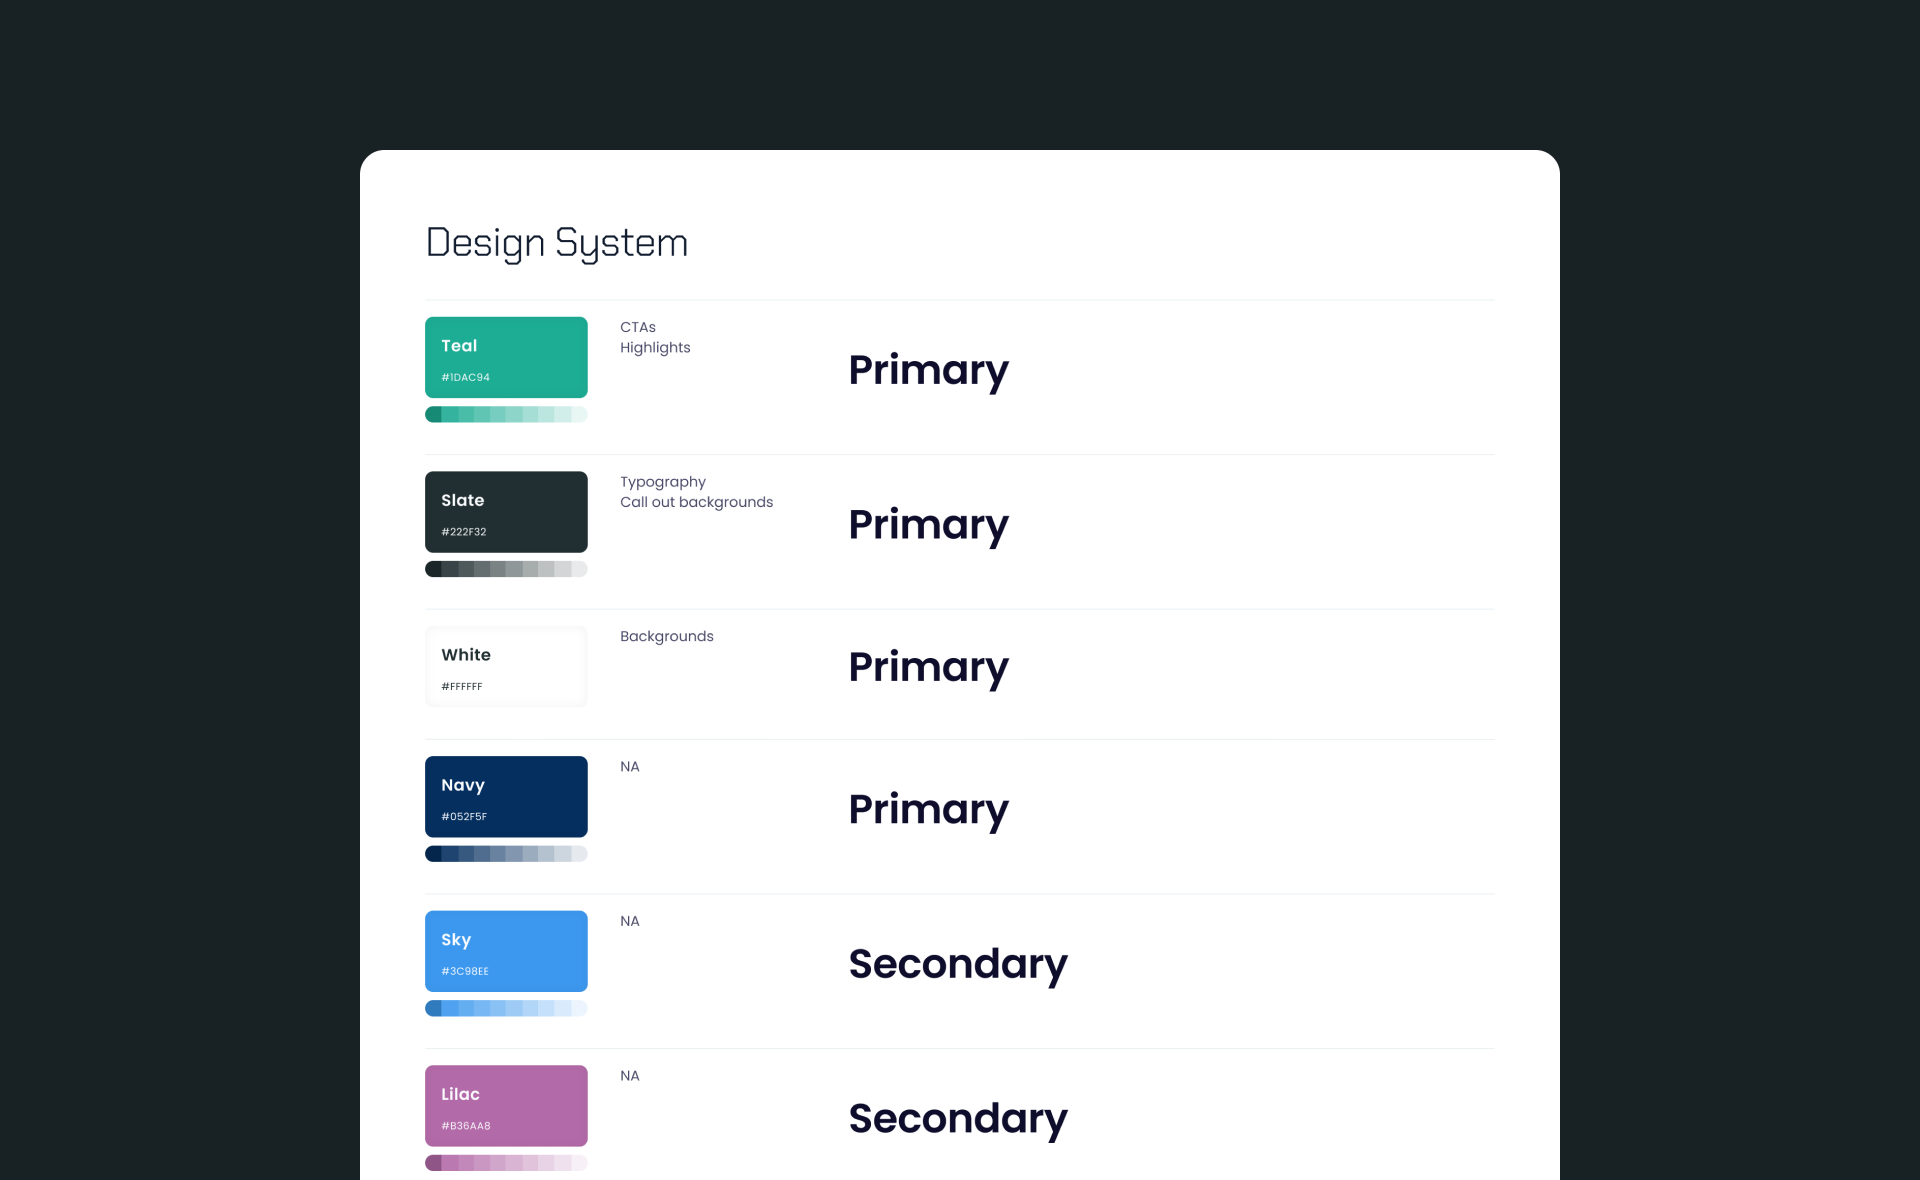 Design System
Teal
#1DAC94
CTAs
Highlights
Primary
Slate
#222F32
Typography
Call out backgrounds
Primary
White
#FFFFFF
Backgrounds
Primary
Navy
#052F5F
NA
Primary
Sky
#3C98EE
NA
Secondary
Lilac
#B36AA8
NA
Secondary